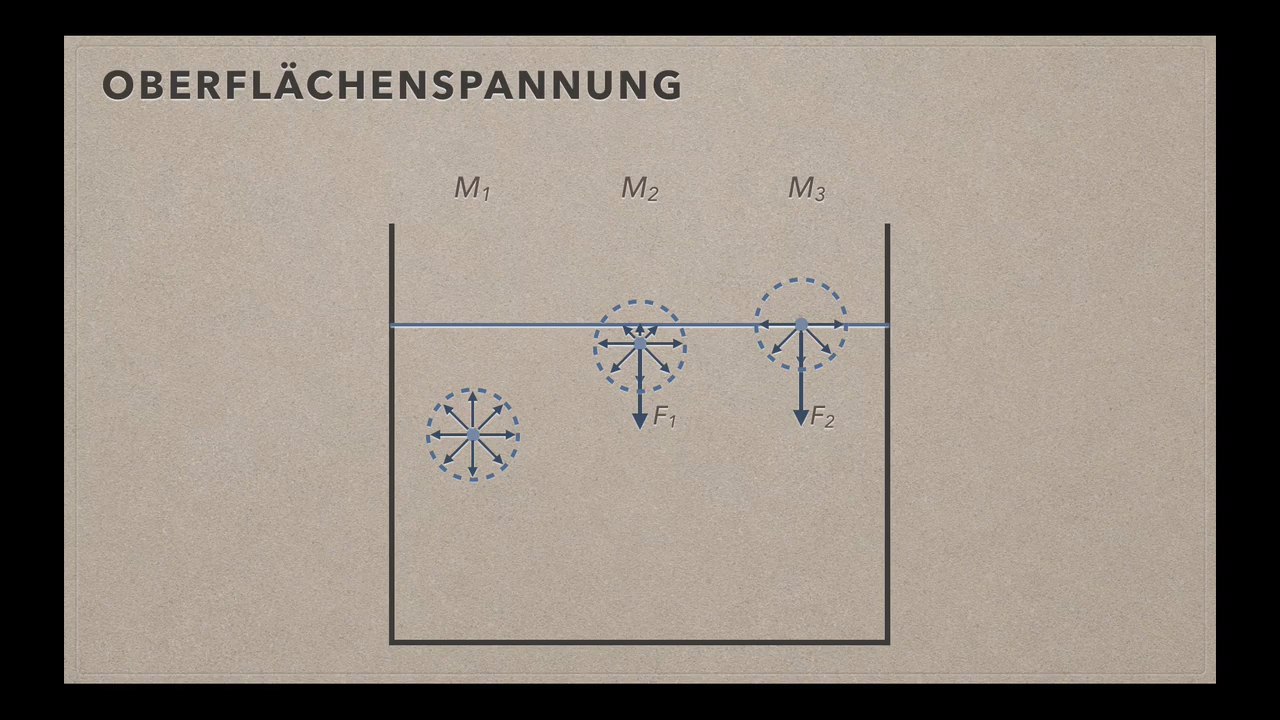 OBERFLÄCHENSPANNUNG
M₁ M₂ M₃
F₁ F₂